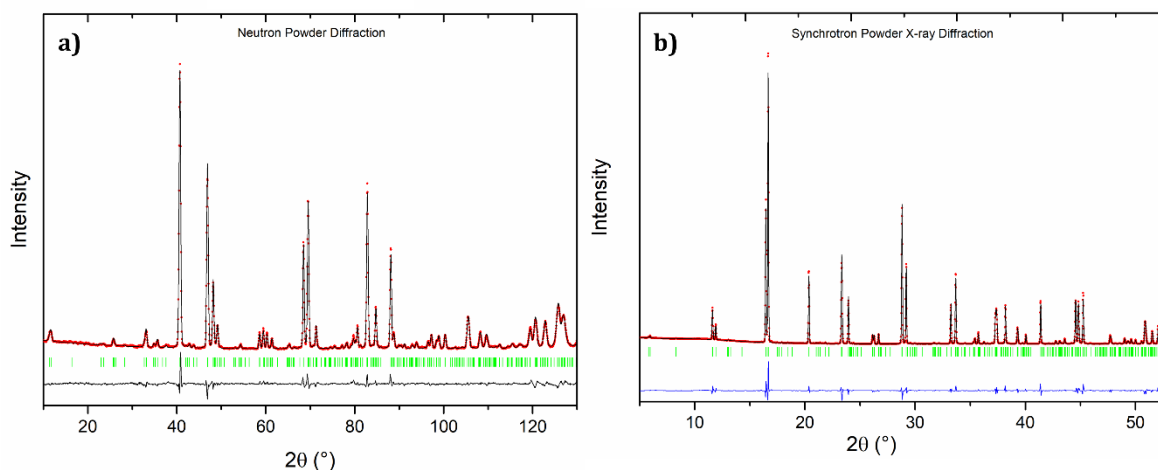 a)
Neutron Powder Diffraction
Intensity
20 40 60 80 100 120
2θ (°)
b)
Synchrotron Powder X-ray Diffraction
Intensity
10 20 30 40 50
2θ (°)